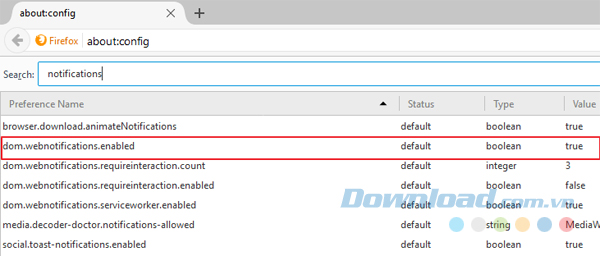 about:config
Firefox about:config
Search: notifications
Preference Name Status Type Value
browser.download.animateNotifications default boolean true
dom.webnotifications.enabled default boolean true
dom.webnotifications.requireinteraction.count default integer 3
dom.webnotifications.requireinteraction.enabled default boolean false
dom.webnotifications.serviceworker.enabled default boolean true
media.decoder-doctor.notifications-allowed default string MediaW
social.toast-notifications.enabled default boolean true
Download.com.vn